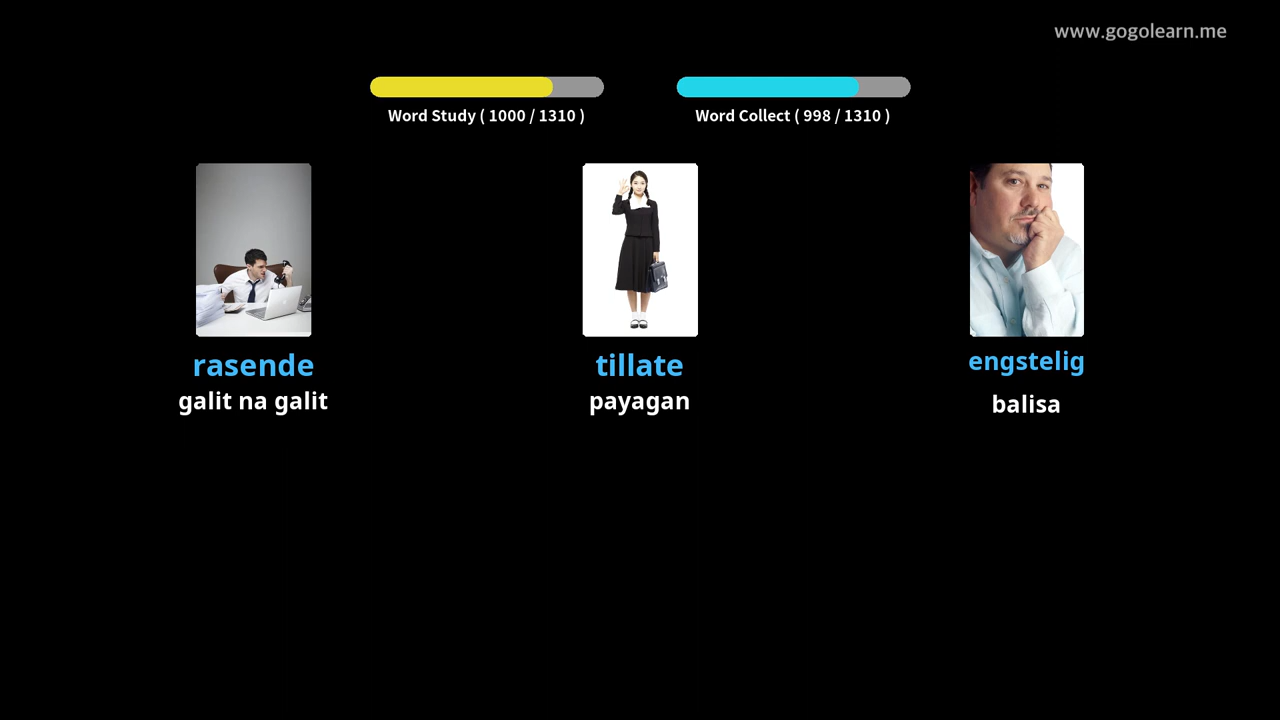 www.gogolearn.me
Word Study ( 1000 / 1310 )
Word Collect ( 998 / 1310 )
rasende
galit na galit
tillate
payagan
engstelig
balisa